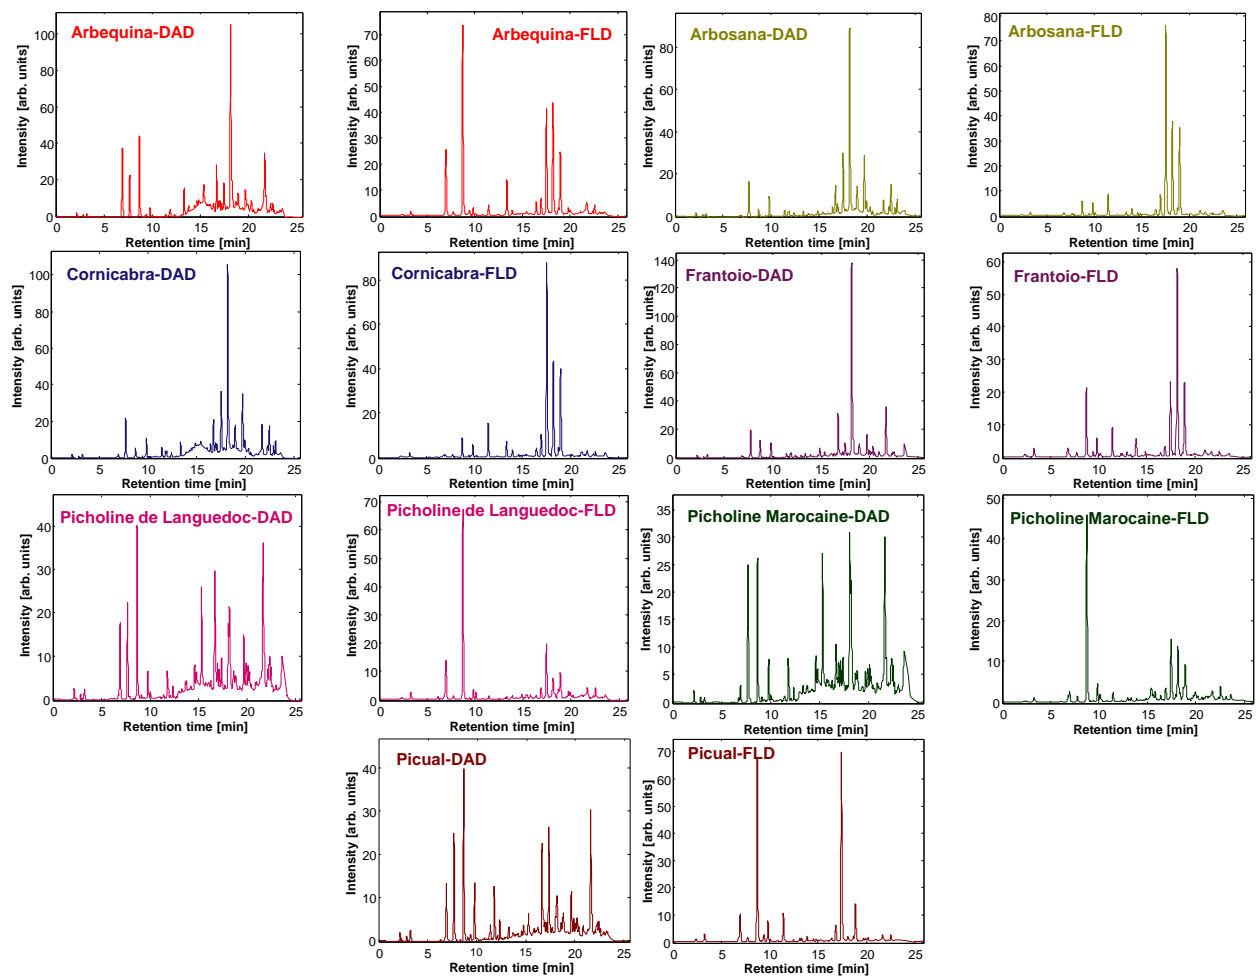 Arbequina-DAD
Intensity [arb. units]
100
80
60
40
20
0
0 5 10 15 20 25
Retention time [min]
Arbequina-FLD
Intensity [arb. units]
70
60
50
40
30
20
10
0
0 5 10 15 20 25
Retention time [min]
Arbosana-DAD
Intensity [arb. units]
80
60
40
20
0
0 5 10 15 20 25
Retention time [min]
Arbosana-FLD
Intensity [arb. units]
80
70
60
50
40
30
20
10
0
0 5 10 15 20 25
Retention time [min]
Cornicabra-DAD
Intensity [arb. units]
100
80
60
40
20
0
0 5 10 15 20 25
Retention time [min]
Cornicabra-FLD
Intensity [arb. units]
80
60
40
20
0
0 5 10 15 20 25
Retention time [min]
Frantoio-DAD
Intensity [arb. units]
140
120
100
80
60
40
20
0
0 5 10 15 20 25
Retention time [min]
Frantoio-FLD
Intensity [arb. units]
60
50
40
30
20
10
0
0 5 10 15 20 25
Retention time [min]
Picholine de Languedoc-DAD
Intensity [arb. units]
40
30
20
10
0
0 5 10 15 20 25
Retention time [min]
Picholine de Languedoc-FLD
Intensity [arb. units]
70
60
50
40
30
20
10
0
0 5 10 15 20 25
Retention time [min]
Picholine Marocaine-DAD
Intensity [arb. units]
35
30
25
20
15
10
5
0
0 5 10 15 20 25
Retention time [min]
Picholine Marocaine-FLD
Intensity [arb. units]
50
40
30
20
10
0
0 5 10 15 20 25
Retention time [min]
Picual-DAD
Intensity [arb. units]
40
30
20
10
0
0 5 10 15 20 25
Retention time [min]
Picual-FLD
Intensity [arb. units]
70
60
50
40
30
20
10
0
0 5 10 15 20 25
Retention time [min]